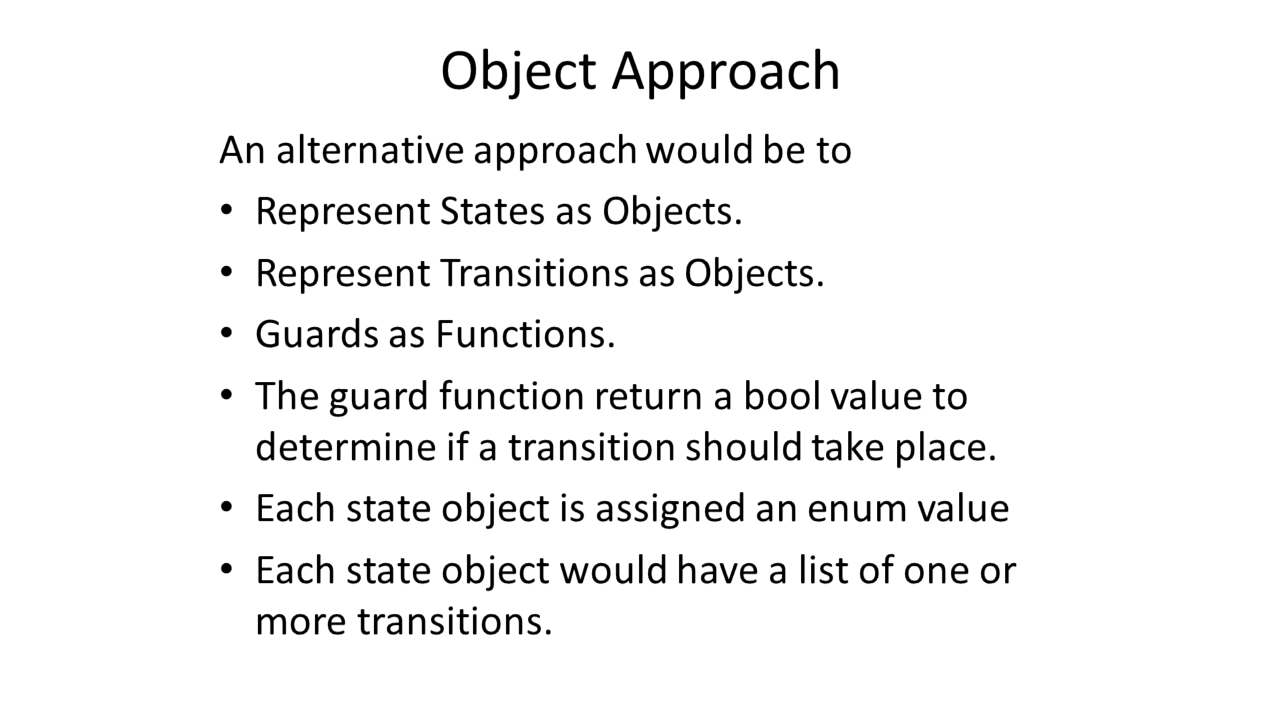 Object Approach
An alternative approach would be to
• Represent States as Objects.
• Represent Transitions as Objects.
• Guards as Functions.
• The guard function return a bool value to
determine if a transition should take place.
• Each state object is assigned an enum value
• Each state object would have a list of one or
more transitions.